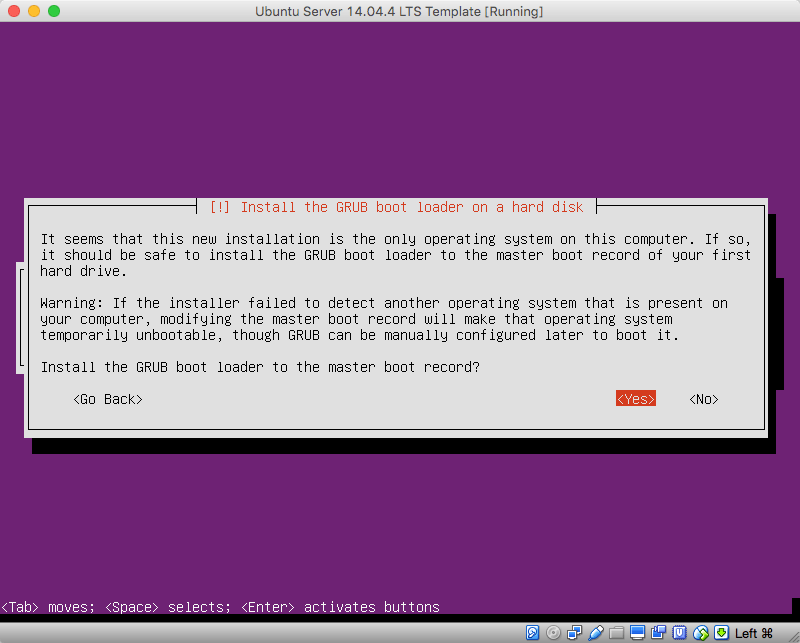 Ubuntu Server 14.04.4 LTS Template [Running]
[!] Install the GRUB boot loader on a hard disk
It seems that this new installation is the only operating system on this computer. If so,
it should be safe to install the GRUB boot loader to the master boot record of your first
hard drive.
Warning: If the installer failed to detect another operating system that is present on
your computer, modifying the master boot record will make that operating system
temporarily unbootable, though GRUB can be manually configured later to boot it.
Install the GRUB boot loader to the master boot record?
<Go Back> <Yes> <No>
<Tab> moves; <Space> selects; <Enter> activates buttons
Left ⌘